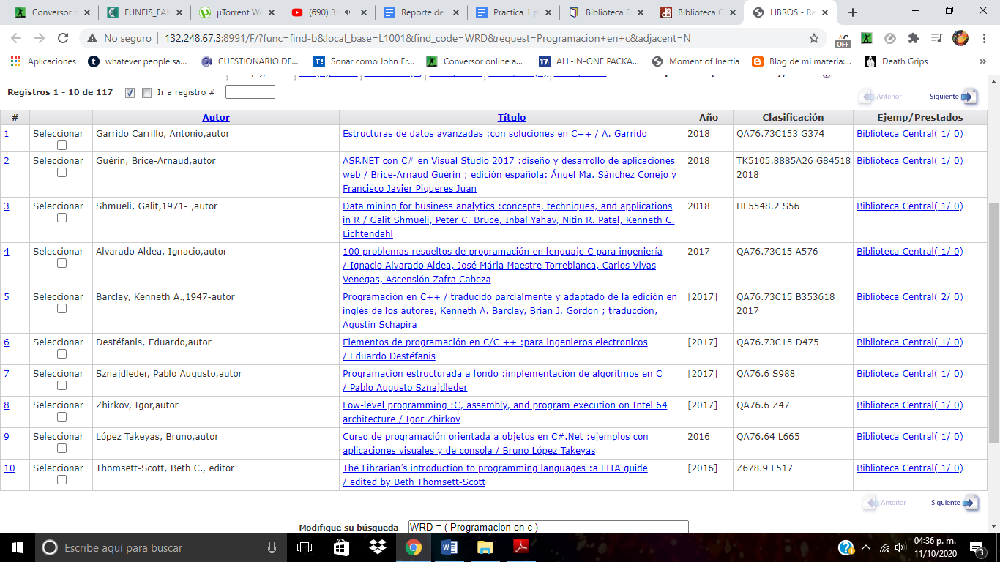 Conversor d
FUNFIS_EAN
µTorrent We
(690) 3-
Reporte de
Practica 1 p
Biblioteca D
Biblioteca C
LIBROS - Re
No seguro
132.248.67.3:8991/F/?func=find-b&local_base=L1001&find_code=WRD&request=Programacion+en+c&adjacent=N
OFF
Aplicaciones
whatever people sa...
CUESTIONARIO DE...
Sonar como John Fr...
Conversor online a...
ALL-IN-ONE PACKA...
Moment of Inertia
Blog de mi materia:...
Death Grips
»
Registros 1 - 10 de 117
Ir a registro #
Anterior
Siguiente
# Autor Título Año Clasificación Ejemp/Prestados
1 Seleccionar Garrido Carrillo, Antonio,autor Estructuras de datos avanzadas :con soluciones en C++ / A. Garrido 2018 QA76.73C153 G374 Biblioteca Central( 1/ 0)
2 Seleccionar Guérin, Brice-Arnaud,autor ASP.NET con C# en Visual Studio 2017 :diseño y desarrollo de aplicaciones 2018 TK5105.8885A26 G84518 Biblioteca Central( 1/ 0)
web / Brice-Arnaud Guérin ; edición española: Ángel Ma. Sánchez Conejo y 2018
Francisco Javier Piqueres Juan
3 Seleccionar Shmueli, Galit,1971- ,autor Data mining for business analytics :concepts, techniques, and applications 2018 HF5548.2 S56 Biblioteca Central( 1/ 0)
in R / Galit Shmueli, Peter C. Bruce, Inbal Yahav, Nitin R. Patel, Kenneth C.
Lichtendahl
4 Seleccionar Alvarado Aldea, Ignacio,autor 100 problemas resueltos de programación en lenguaje C para ingeniería 2017 QA76.73C15 A576 Biblioteca Central( 1/ 0)
/ Ignacio Alvarado Aldea, José Mária Maestre Torreblanca, Carlos Vivas
Venegas, Ascensión Zafra Cabeza
5 Seleccionar Barclay, Kenneth A.,1947-autor Programación en C++ / traducido parcialmente y adaptado de la edición en [2017] QA76.73C15 B353618 Biblioteca Central( 2/ 0)
inglés de los autores, Kenneth A. Barclay, Brian J. Gordon ; traducción, 2017
Agustín Schapira
6 Seleccionar Destéfanis, Eduardo,autor Elementos de programación en C/C ++ :para ingenieros electronicos [2017] QA76.73C15 D475 Biblioteca Central( 1/ 0)
/ Eduardo Destéfanis
7 Seleccionar Sznajdleder, Pablo Augusto,autor Programación estructurada a fondo :implementación de algoritmos en C [2017] QA76.6 S988 Biblioteca Central( 1/ 0)
/ Pablo Augusto Sznajdleder
8 Seleccionar Zhirkov, Igor,autor Low-level programming :C, assembly, and program execution on Intel 64 [2017] QA76.6 Z47 Biblioteca Central( 1/ 0)
architecture / Igor Zhirkov
9 Seleccionar López Takeyas, Bruno,autor Curso de programación orientada a objetos en C#.Net :ejemplos con 2016 QA76.64 L665 Biblioteca Central( 1/ 0)
aplicaciones visuales y de consola / Bruno López Takeyas
10 Seleccionar Thomsett-Scott, Beth C., editor The Librarian's introduction to programming languages :a LITA guide [2016] Z678.9 L517 Biblioteca Central( 1/ 0)
/ edited by Beth Thomsett-Scott
Anterior
Siguiente
Modifique su búsqueda WRD = ( Programacion en c )
Escribe aquí para buscar
04:36 p. m.
11/10/2020
3